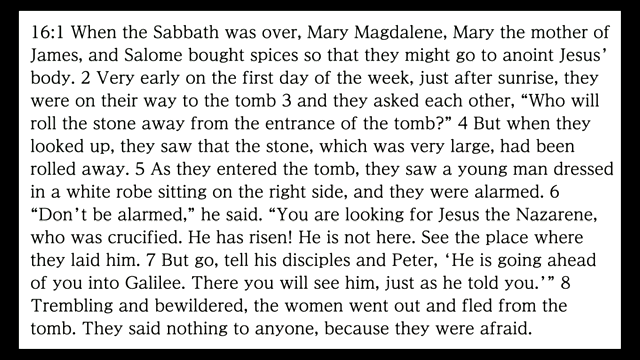 16:1 When the Sabbath was over, Mary Magdalene, Mary the mother of
James, and Salome bought spices so that they might go to anoint Jesus’
body. 2 Very early on the first day of the week, just after sunrise, they
were on their way to the tomb 3 and they asked each other, “Who will
roll the stone away from the entrance of the tomb?” 4 But when they
looked up, they saw that the stone, which was very large, had been
rolled away. 5 As they entered the tomb, they saw a young man dressed
in a white robe sitting on the right side, and they were alarmed. 6
“Don’t be alarmed,” he said. “You are looking for Jesus the Nazarene,
who was crucified. He has risen! He is not here. See the place where
they laid him. 7 But go, tell his disciples and Peter, ‘He is going ahead
of you into Galilee. There you will see him, just as he told you.’” 8
Trembling and bewildered, the women went out and fled from the
tomb. They said nothing to anyone, because they were afraid.